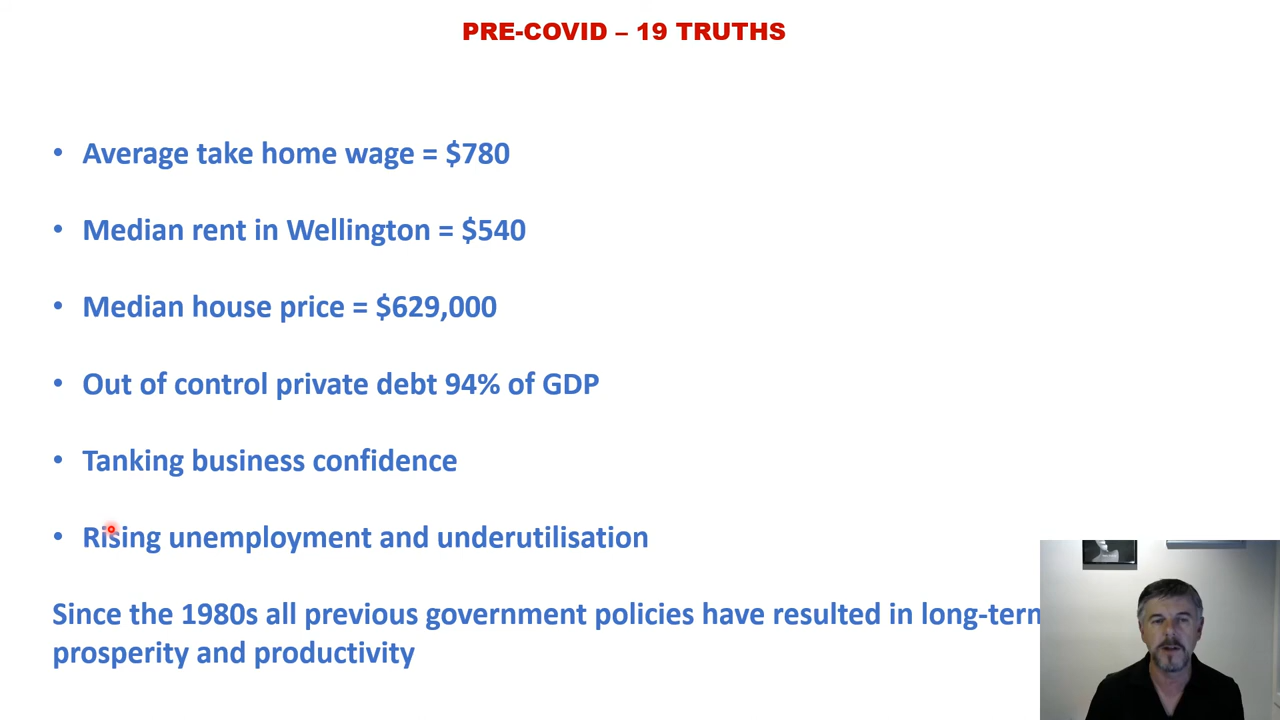 PRE-COVID – 19 TRUTHS
• Average take home wage = $780
• Median rent in Wellington = $540
• Median house price = $629,000
• Out of control private debt 94% of GDP
• Tanking business confidence
• Rising unemployment and underutilisation
Since the 1980s all previous government policies have resulted in long-term
prosperity and productivity